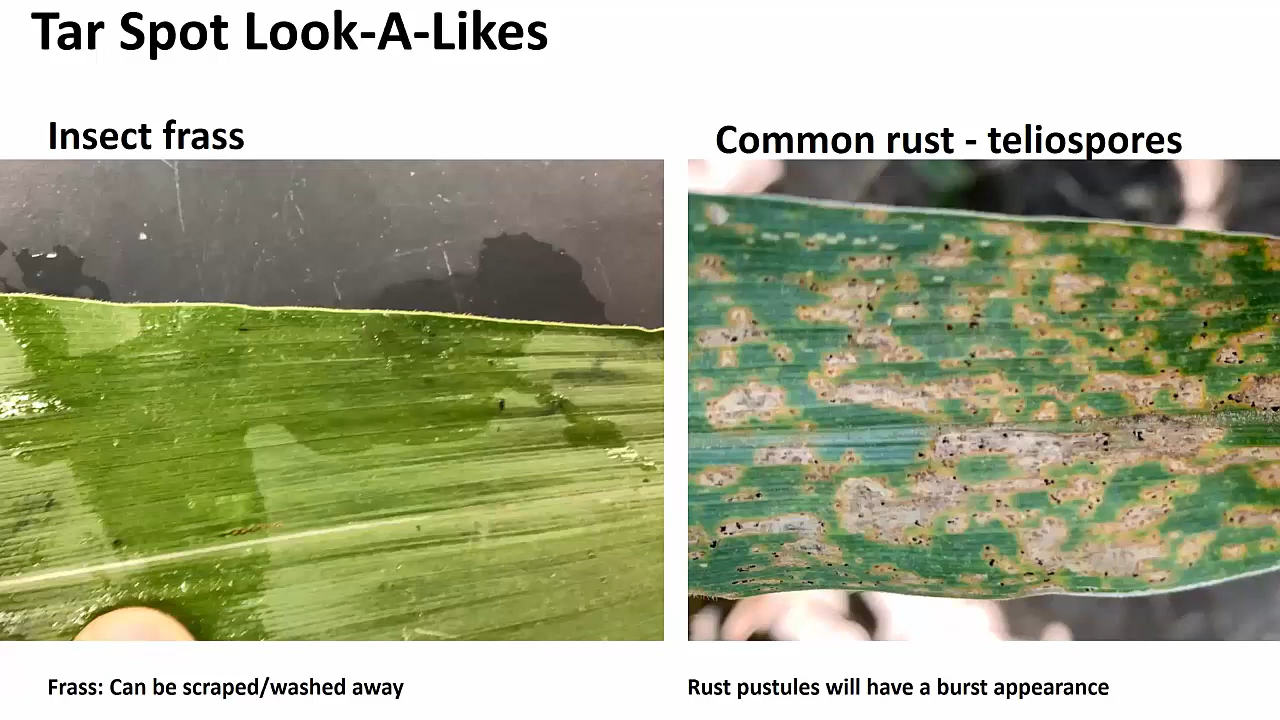 Tar Spot Look-A-Likes
Insect frass
Common rust - teliospores
Frass: Can be scraped/washed away
Rust pustules will have a burst appearance